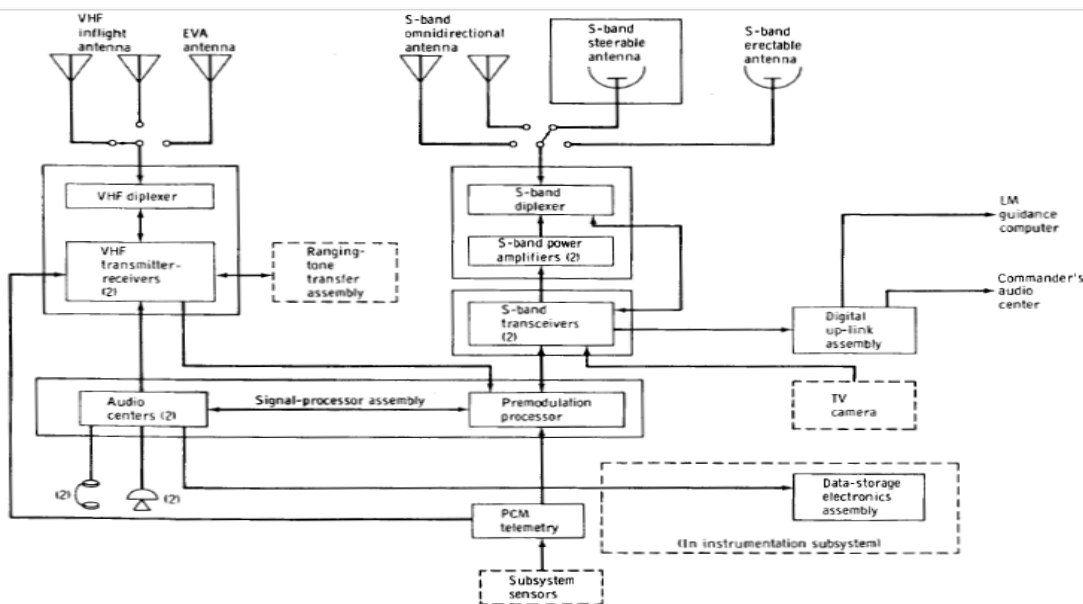 VHF
inflight
antenna
EVA
antenna
S-band
omnidirectional
antenna
S-band
steerable
antenna
S-band
erectable
antenna
VHF diplexer
S-band
diplexer
LM
guidance
computer
VHF
transmitter-
receivers
(2)
Ranging-
tone
transfer
assembly
S-band power
amplifiers (2)
Commander's
audio
center
S-band
transceivers
(2)
Digital
up-link
assembly
Audio
centers (2)
Signal-processor assembly
Premodulation
processor
TV
camera
(2)
(2)
Data-storage
electronics
assembly
PCM
telemetry
(In instrumentation subsystem)
Subsystem
sensors